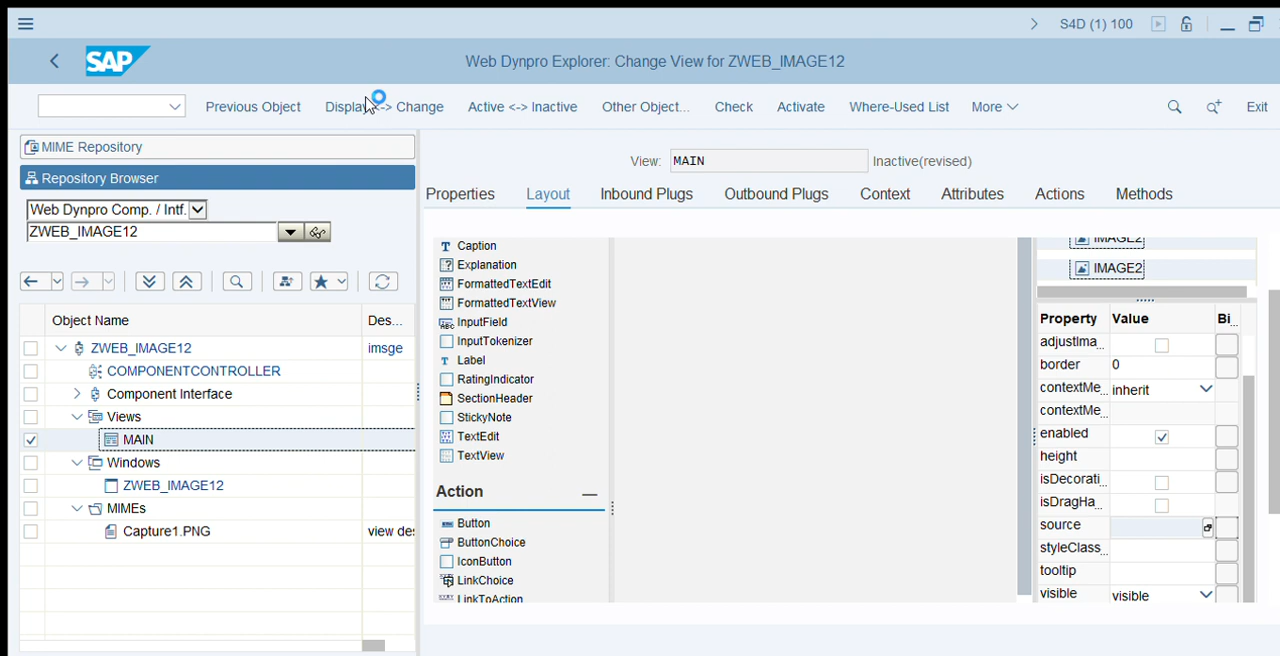 S4D (1) 100
SAP
Web Dynpro Explorer: Change View for ZWEB_IMAGE12
Previous Object
Display <-> Change
Active <-> Inactive
Other Object...
Check
Activate
Where-Used List
More
Exit
MIME Repository
Repository Browser
Web Dynpro Comp. / Intf.
ZWEB_IMAGE12
Object Name
Des...
ZWEB_IMAGE12
imsge
COMPONENTCONTROLLER
Component Interface
Views
MAIN
Windows
ZWEB_IMAGE12
MIMEs
Capture1.PNG
view des
View:
MAIN
Inactive(revised)
Properties
Layout
Inbound Plugs
Outbound Plugs
Context
Attributes
Actions
Methods
Caption
Explanation
FormattedTextEdit
FormattedTextView
InputField
InputTokenizer
Label
RatingIndicator
SectionHeader
StickyNote
TextEdit
TextView
Action
Button
ButtonChoice
IconButton
LinkChoice
LinkToAction
IMAGE2
IMAGE2
Property
Value
Bi...
adjustIma...
border
0
contextMe...
inherit
contextMe...
enabled
height
isDecorati...
isDragHa...
source
styleClass...
tooltip
visible
visible